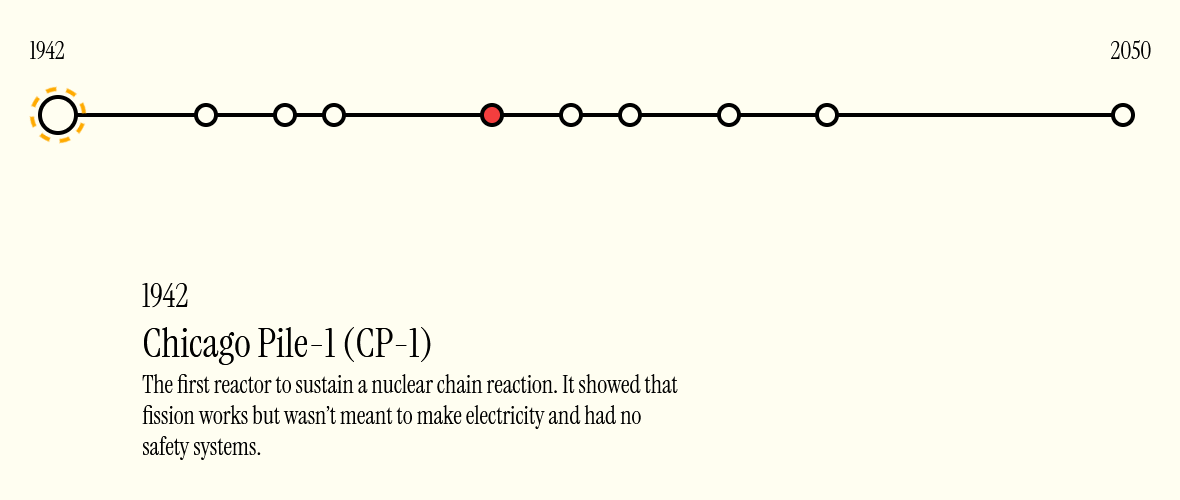 1942
2050
1942
Chicago Pile-1 (CP-1)
The first reactor to sustain a nuclear chain reaction. It showed that
fission works but wasn’t meant to make electricity and had no
safety systems.